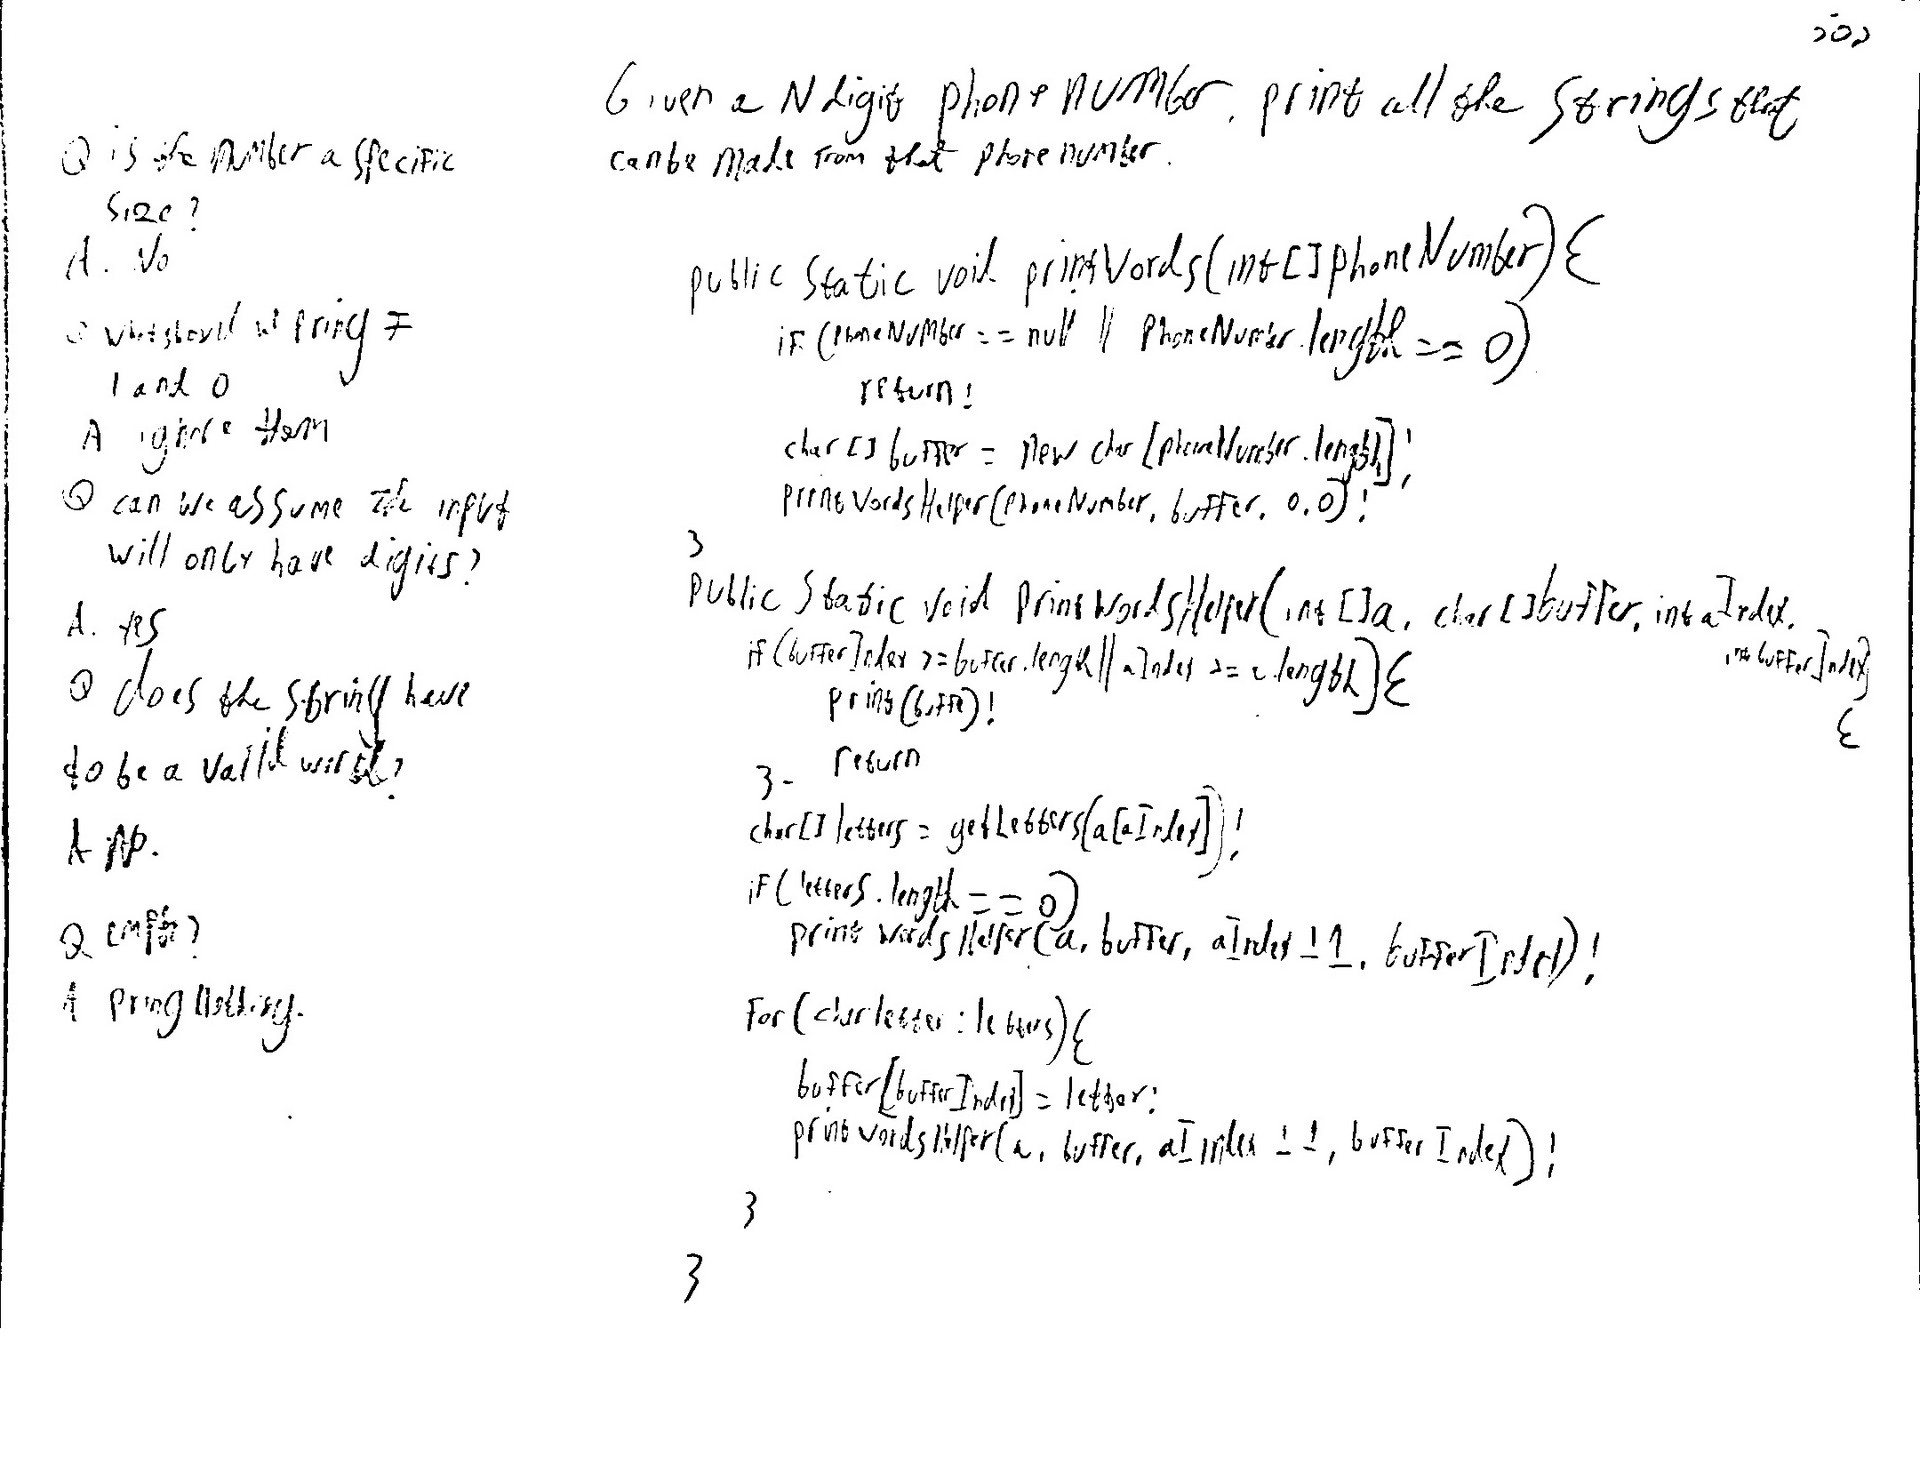 202
Given a N digit phone number, print all the strings that
can be made from that phone number.
Q is the number a specific
size?
A. No
Q what should we pring F
1 and 0
A ignore them
Q can we assume the input
will only have digits?
A. yes
Q does the string have
to be a valid word?
A NO.
Q empty?
A pring Nothing.
public static void printWords(int[] phoneNumber){
if (phoneNumber == null || phoneNumber.length == 0)
return;
char[] buffer = new char[phoneNumber.length];
printWordsHelper(phoneNumber, buffer, 0,0);
}
public static void printWordsHelper(int[]a, char[]buffer, int aIndex,
int bufferIndex)
{
if(bufferIndex >= buffer.length || aIndex >= a.length){
print(buffe);
return
}
char[] letters = getLetters(a[aIndex]);
if(letters.length == 0)
printWordsHelper(a, buffer, aIndex + 1, bufferIndex);
for(char letter : letters){
buffer[bufferIndex] = letter;
printWordsHelper(a, buffer, aIndex + 1, bufferIndex);
}
}